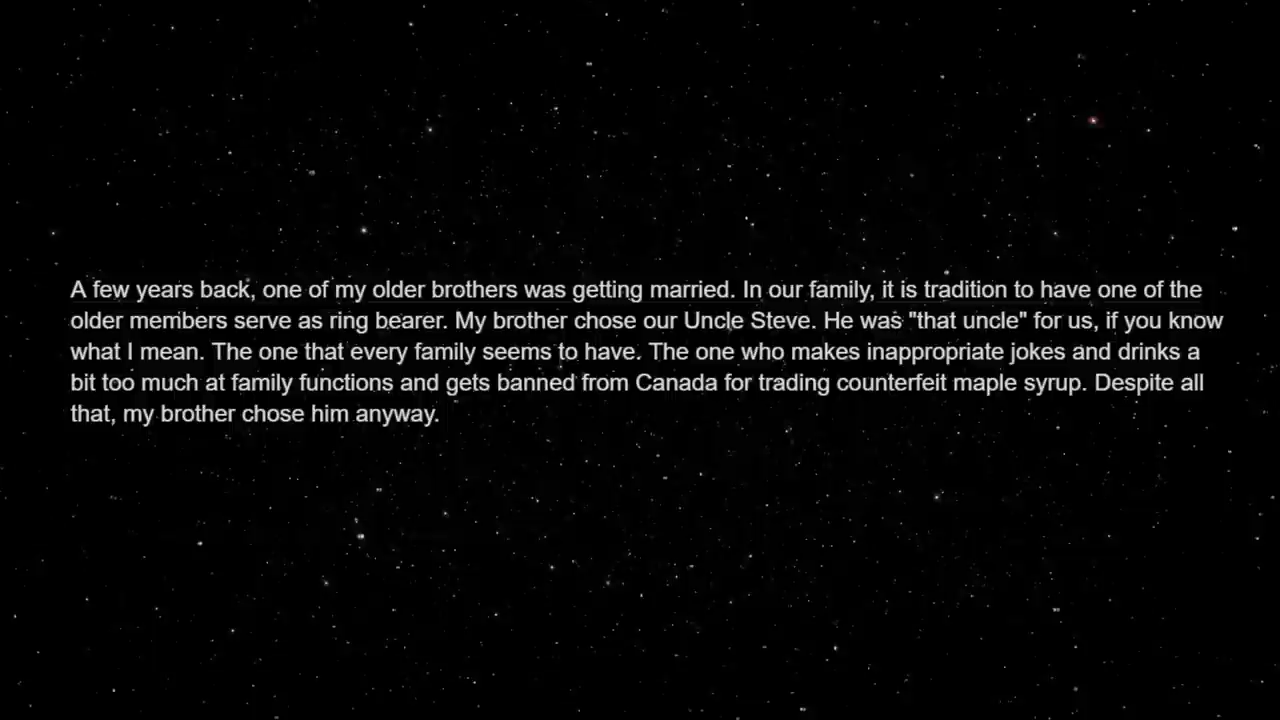 A few years back, one of my older brothers was getting married. In our family, it is tradition to have one of the
older members serve as ring bearer. My brother chose our Uncle Steve. He was "that uncle" for us, if you know
what I mean. The one that every family seems to have. The one who makes inappropriate jokes and drinks a
bit too much at family functions and gets banned from Canada for trading counterfeit maple syrup. Despite all
that, my brother chose him anyway.